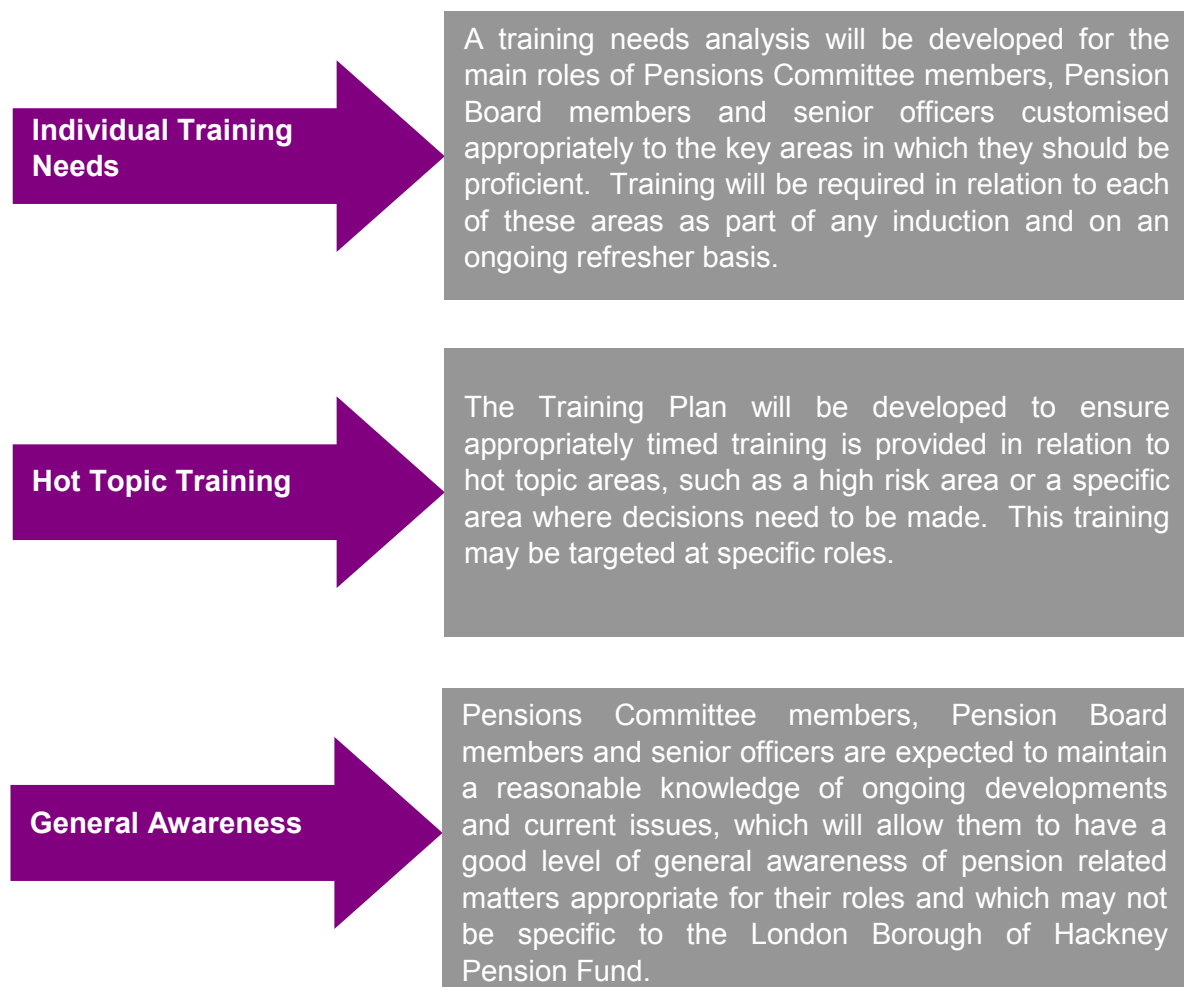 Individual Training
Needs
A training needs analysis will be developed for the
main roles of Pensions Committee members, Pension
Board members and senior officers customised
appropriately to the key areas in which they should be
proficient. Training will be required in relation to each
of these areas as part of any induction and on an
ongoing refresher basis.
Hot Topic Training
The Training Plan will be developed to ensure
appropriately timed training is provided in relation to
hot topic areas, such as a high risk area or a specific
area where decisions need to be made. This training
may be targeted at specific roles.
General Awareness
Pensions Committee members, Pension Board
members and senior officers are expected to maintain
a reasonable knowledge of ongoing developments
and current issues, which will allow them to have a
good level of general awareness of pension related
matters appropriate for their roles and which may not
be specific to the London Borough of Hackney
Pension Fund.